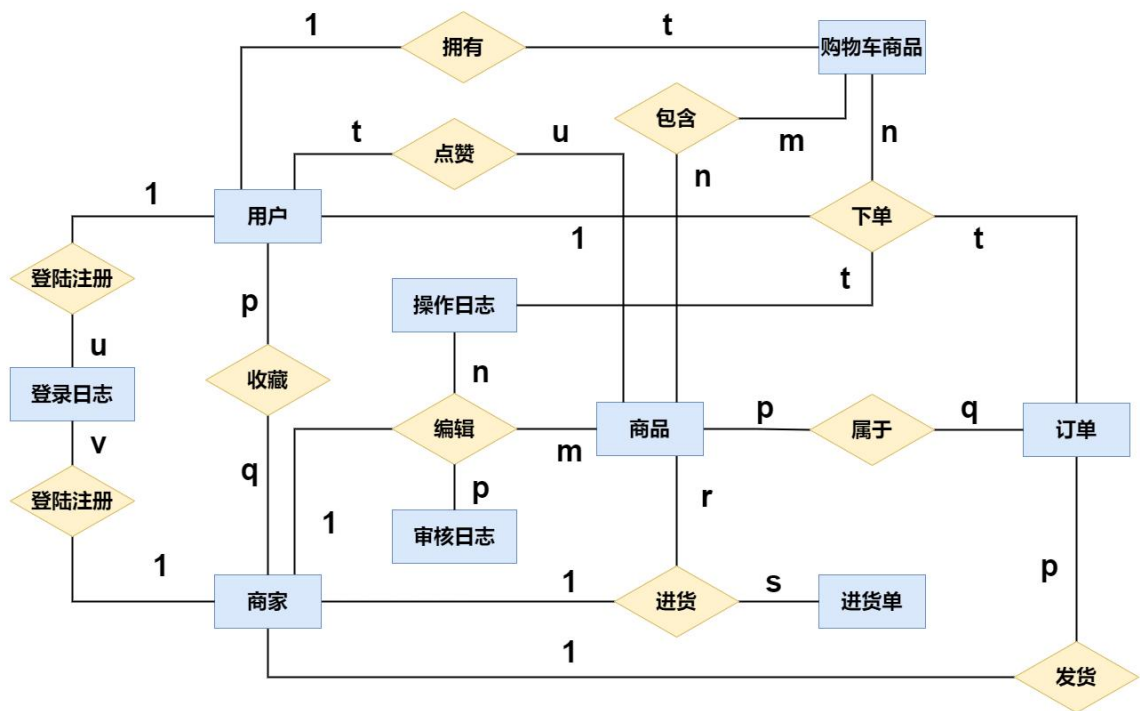 1
拥有
t
购物车商品
包含
m
n
t
点赞
u
n
1
用户
1
下单
t
登陆注册
t
p
操作日志
u
n
收藏
登录日志
v
编辑
m
商品
p
属于
q
订单
q
p
r
登陆注册
1
审核日志
1
商家
1
进货
s
进货单
p
1
发货